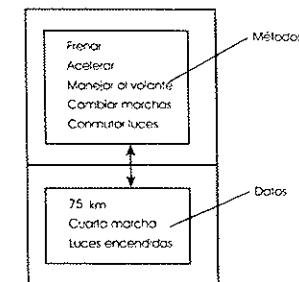 Frenar
Acelerar
Manejar el volante
Cambiar marchas
Conmutar luces
Métodos
75 km
Cuarta marcha
Luces encendidas
Datos